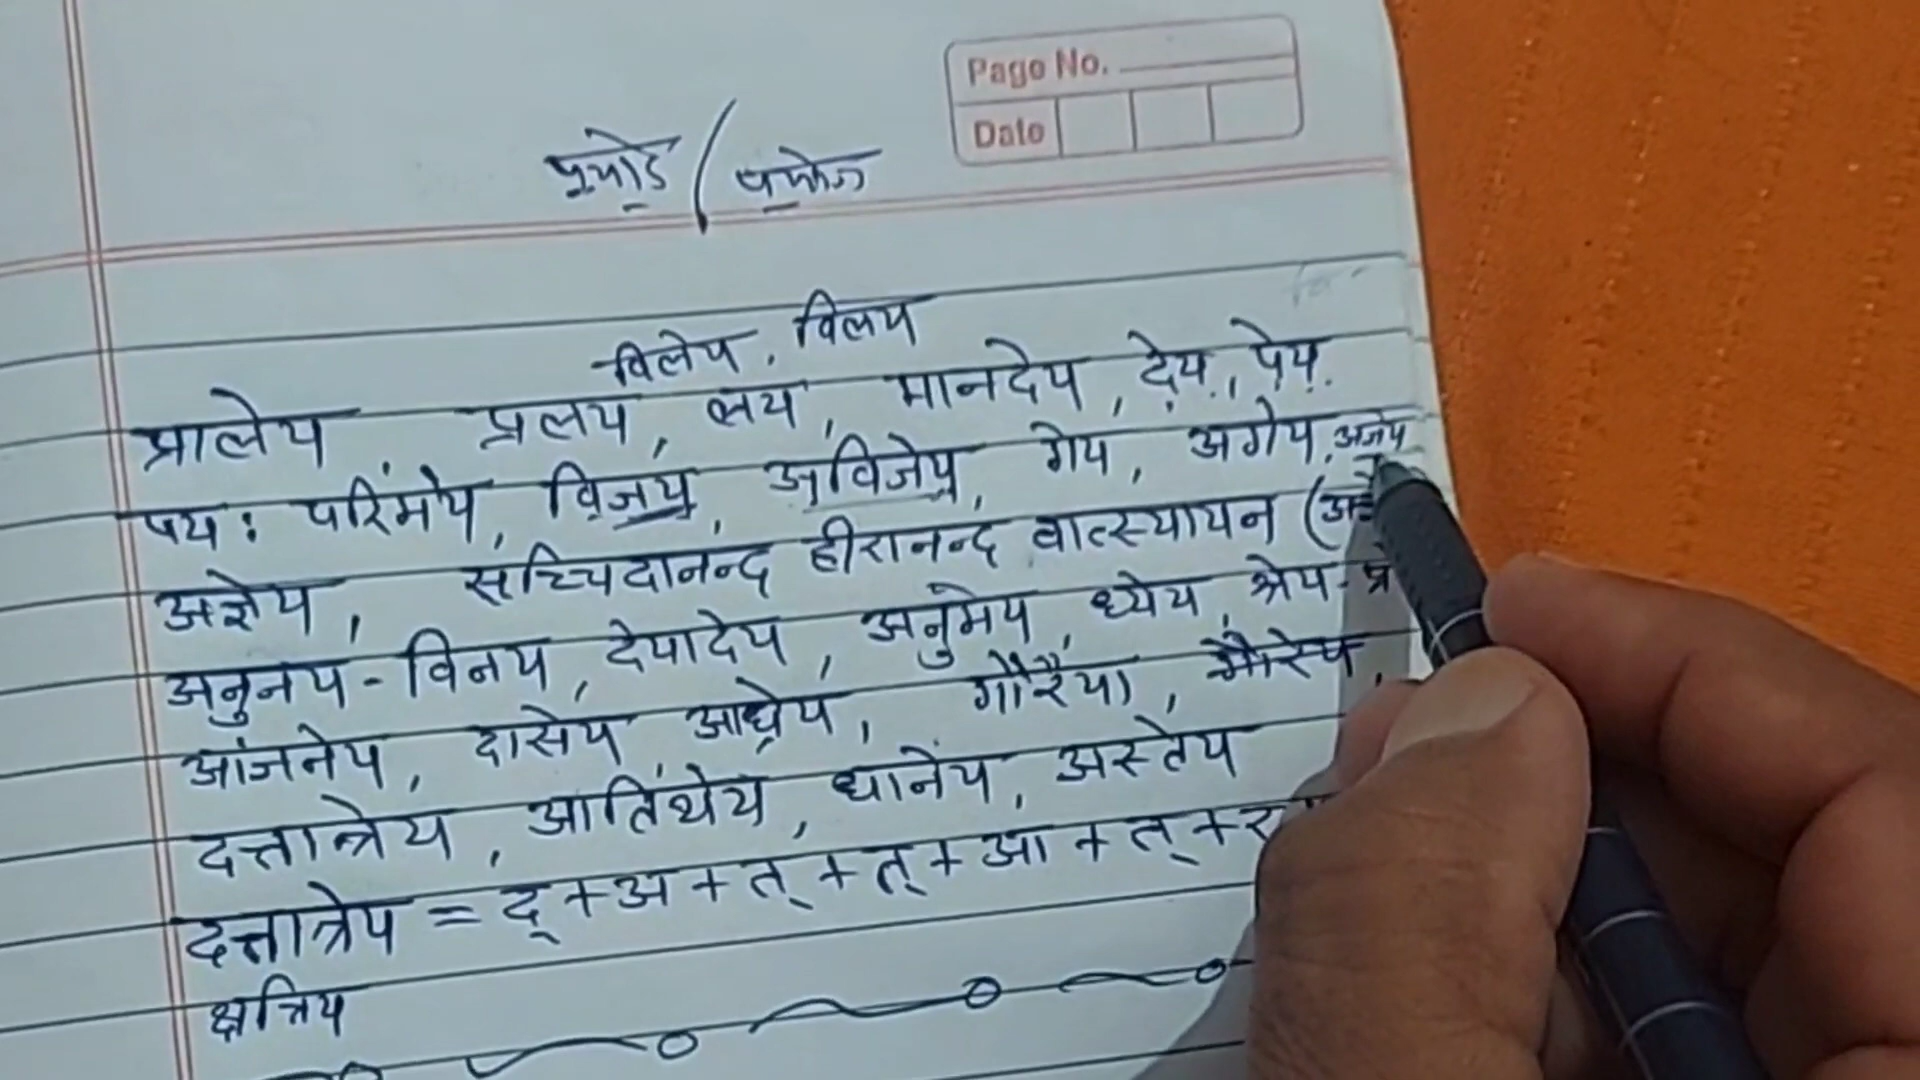 Page No.
Date
विलेय, विलय
प्रालेय प्रलय, लय, मानदेय, देय, पेय
पय: परिमेय, विजय, अविजेय, गेय, अगेय, अजेय
अज्ञेय, सच्चिदानन्द हीरानन्द वात्स्यायन (
अनुनय-विनय, देयादेय, अनुमेय, ध्येय, श्रेय-प्रे
आंजनेय, दासेय आध्रेय, गौरैया,
दत्तात्रेय, आतिथेय, धानेय, अस्तेय
दत्तात्रेय = द्+अ+त्+त्+आ+त्+र
क्षत्रिय